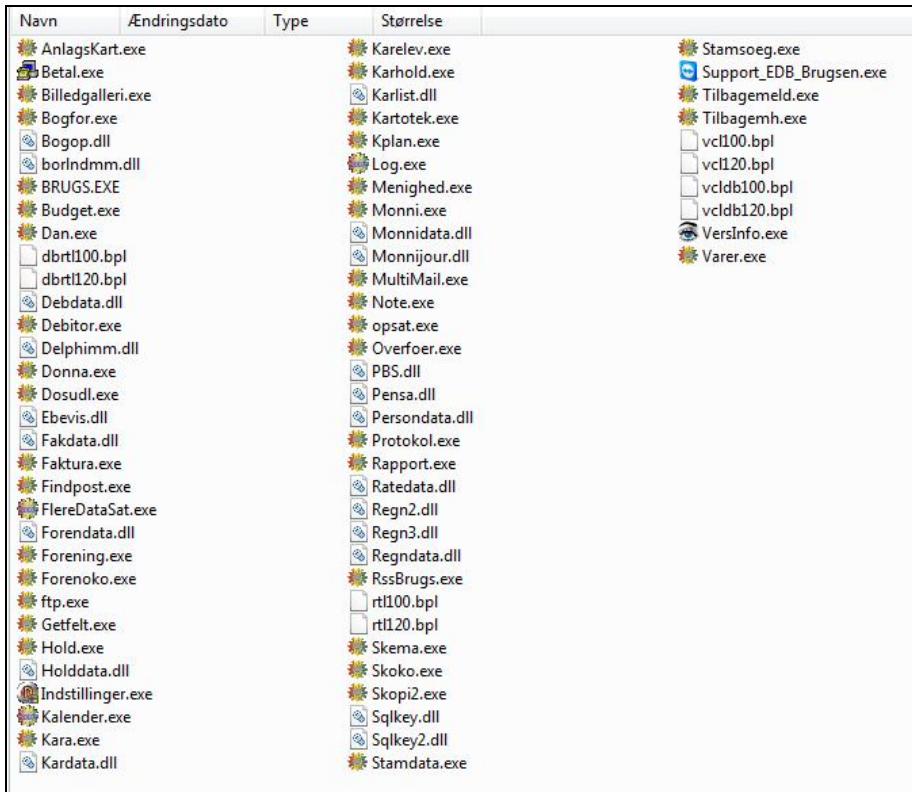 Navn Ændringsdato Type Størrelse
AnlagsKart.exe
Betal.exe
Billedgalleri.exe
Bogfor.exe
Bogop.dll
borlndmm.dll
BRUGS.EXE
Budget.exe
Dan.exe
dbrtl100.bpl
dbrtl120.bpl
Debdata.dll
Debitor.exe
Delphimm.dll
Donna.exe
Dosudl.exe
Ebevis.dll
Fakdata.dll
Faktura.exe
Findpost.exe
FlereDataSat.exe
Forendata.dll
Forening.exe
Forenoko.exe
ftp.exe
Getfelt.exe
Hold.exe
Holddata.dll
Indstillinger.exe
Kalender.exe
Kara.exe
Kardata.dll
Karelev.exe
Karhold.exe
Karlist.dll
Kartotek.exe
Kplan.exe
Log.exe
Menighed.exe
Monni.exe
Monnidata.dll
Monnijour.dll
MultiMail.exe
Note.exe
opsat.exe
Overfoer.exe
PBS.dll
Pensa.dll
Persondata.dll
Protokol.exe
Rapport.exe
Ratedata.dll
Regn2.dll
Regn3.dll
Regndata.dll
RssBrugs.exe
rtl100.bpl
rtl120.bpl
Skema.exe
Skoko.exe
Skopi2.exe
Sqlkey.dll
Sqlkey2.dll
Stamdata.exe
Stamsoeg.exe
Support_EDB_Brugsen.exe
Tilbagemeld.exe
Tilbagemh.exe
vcl100.bpl
vcl120.bpl
vcldb100.bpl
vcldb120.bpl
VersInfo.exe
Varer.exe